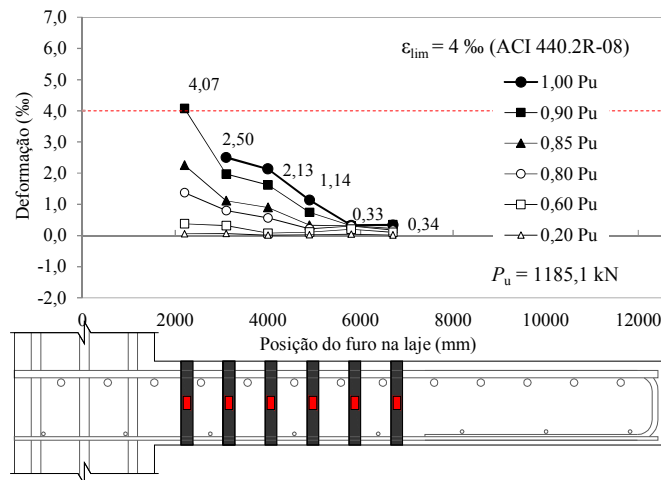 7,0
6,0
5,0
4,0
3,0
2,0
1,0
0,0
-1,0
-2,0
Deformação (‰)
4,07
2,50
2,13
1,14
0,33
0,34
ε_lim = 4 ‰ (ACI 440.2R-08)
1,00 Pu
0,90 Pu
0,85 Pu
0,80 Pu
0,60 Pu
0,20 Pu
P_u = 1185,1 kN
0 2000 4000 6000 8000 10000 12000
Posição do furo na laje (mm)